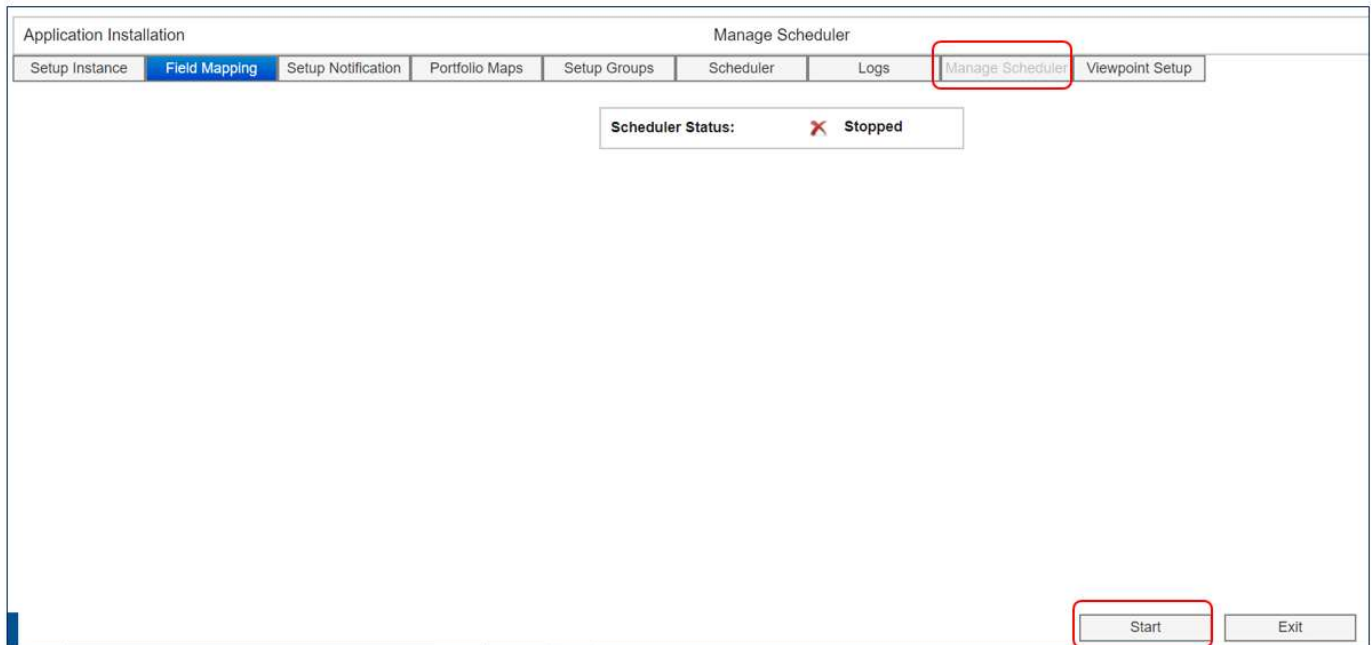 Application Installation Manage Scheduler
Setup Instance Field Mapping Setup Notification Portfolio Maps Setup Groups Scheduler Logs Manage Scheduler Viewpoint Setup
Scheduler Status: Stopped
Start Exit